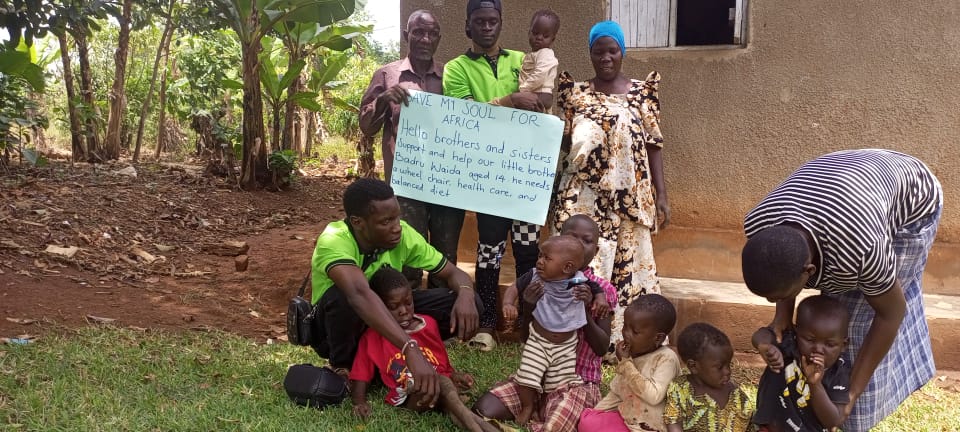 SAVE MY SOUL FOR
AFRICA
Hello brothers and sisters
Support and help our little brothe
Badru Waida aged 14 he needs
a wheel chair, health care, and
balanced diet